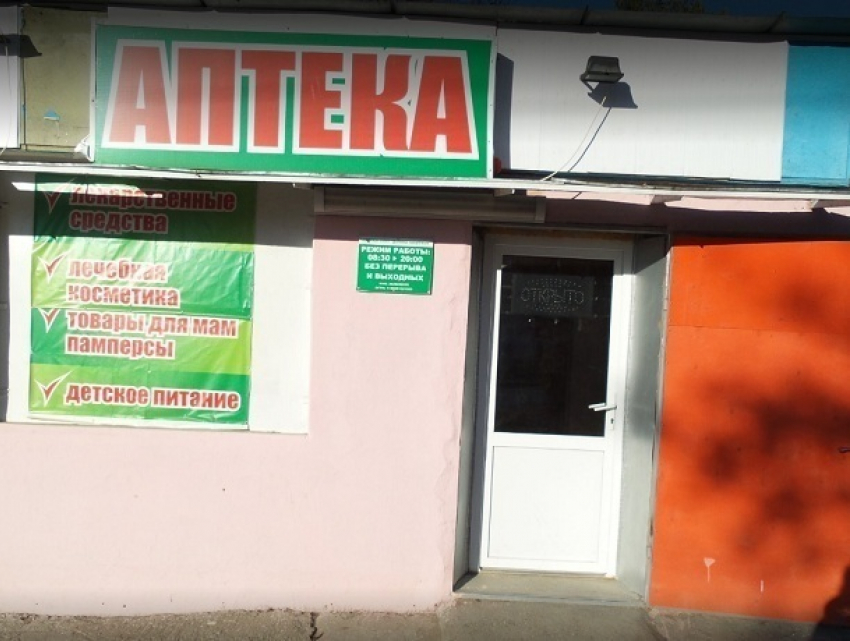 АПТЕКА
лекарственные
средства
лечебная
косметика
товары для мам
памперсы
детское питание
РЕЖИМ РАБОТЫ:
08:30 > 20:00
БЕЗ ПЕРЕРЫВА
И ВЫХОДНЫХ
ОТКРЫТО